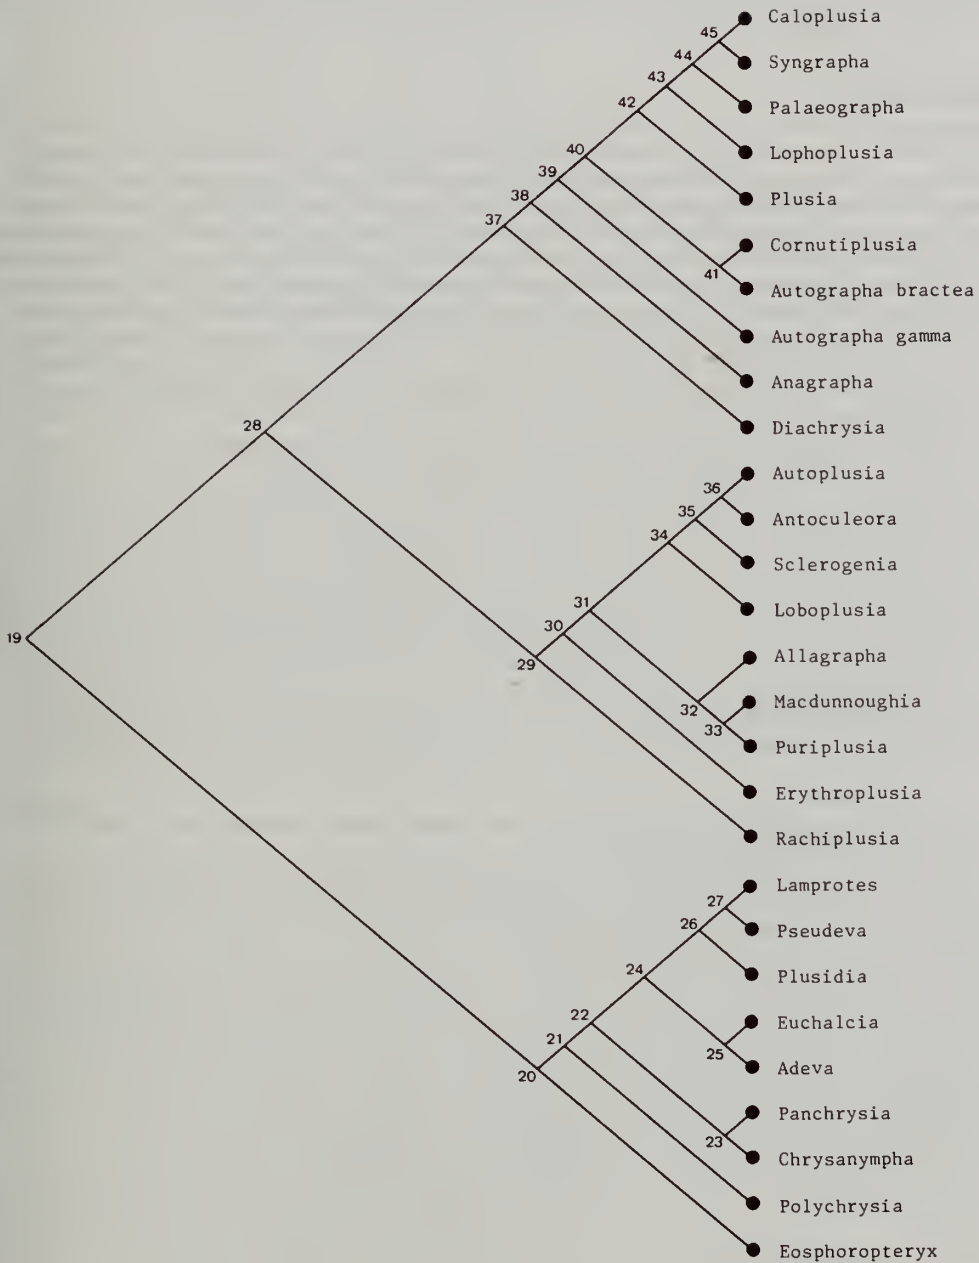 Caloplusia
45
Syngrapha
44
43
Palaeographa
42
Lophoplusia
40
39
Plusia
38
37
Cornutiplusia
41
Autographa bractea
Autographa gamma
Anagrapha
28
Diachrysia
Autoplusia
36
35
Antoculeora
34
Sclerogenia
31
Loboplusia
30
19
29
Allagrapha
32
Macdunnoughia
33
Puriplusia
Erythroplusia
Rachiplusia
Lamprotes
27
26
Pseudeva
24
Plusidia
22
Euchalcia
21
25
20
Adeva
Panchrysia
23
Chrysanympha
Polychrysia
Eosphoropteryx